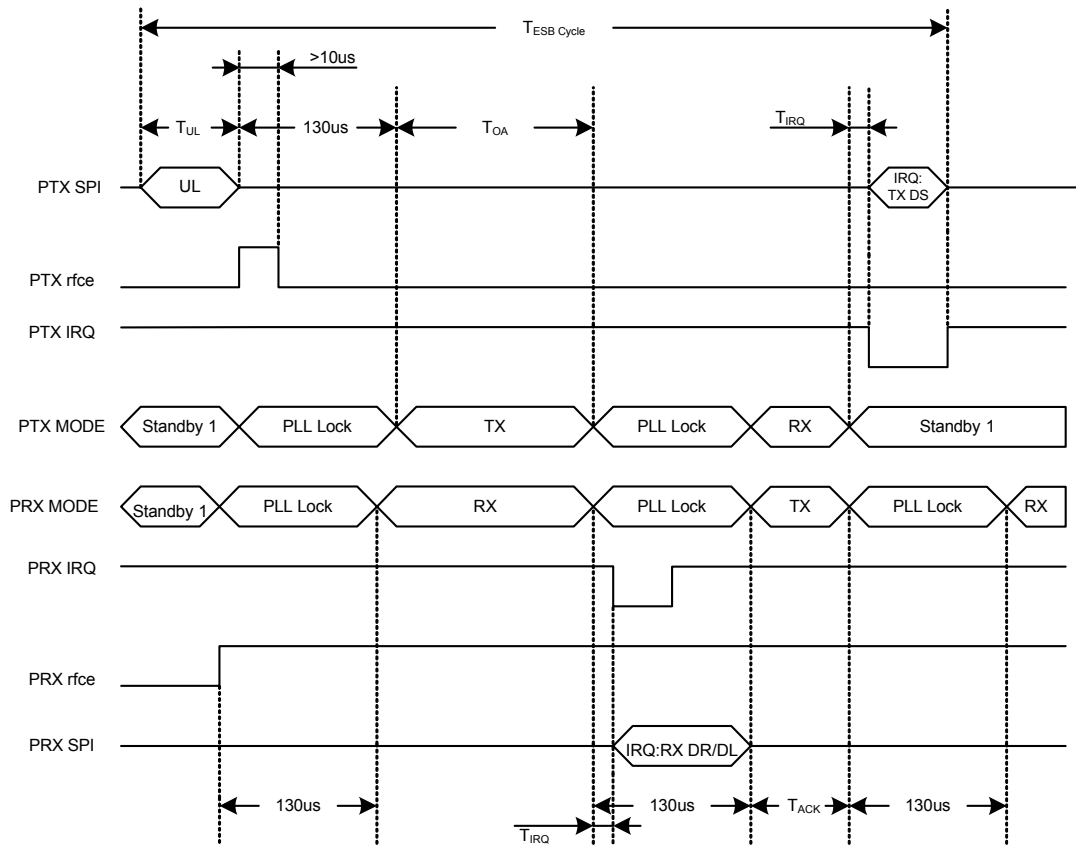 TESB Cycle
>10us
TUL
130us
TOA
TIRQ
PTX SPI
UL
IRQ:
TX DS
PTX rfce
PTX IRQ
PTX MODE
Standby 1
PLL Lock
TX
PLL Lock
RX
Standby 1
PRX MODE
Standby 1
PLL Lock
RX
PLL Lock
TX
PLL Lock
RX
PRX IRQ
PRX rfce
PRX SPI
IRQ:RX DR/DL
130us
130us
TACK
130us
TIRQ